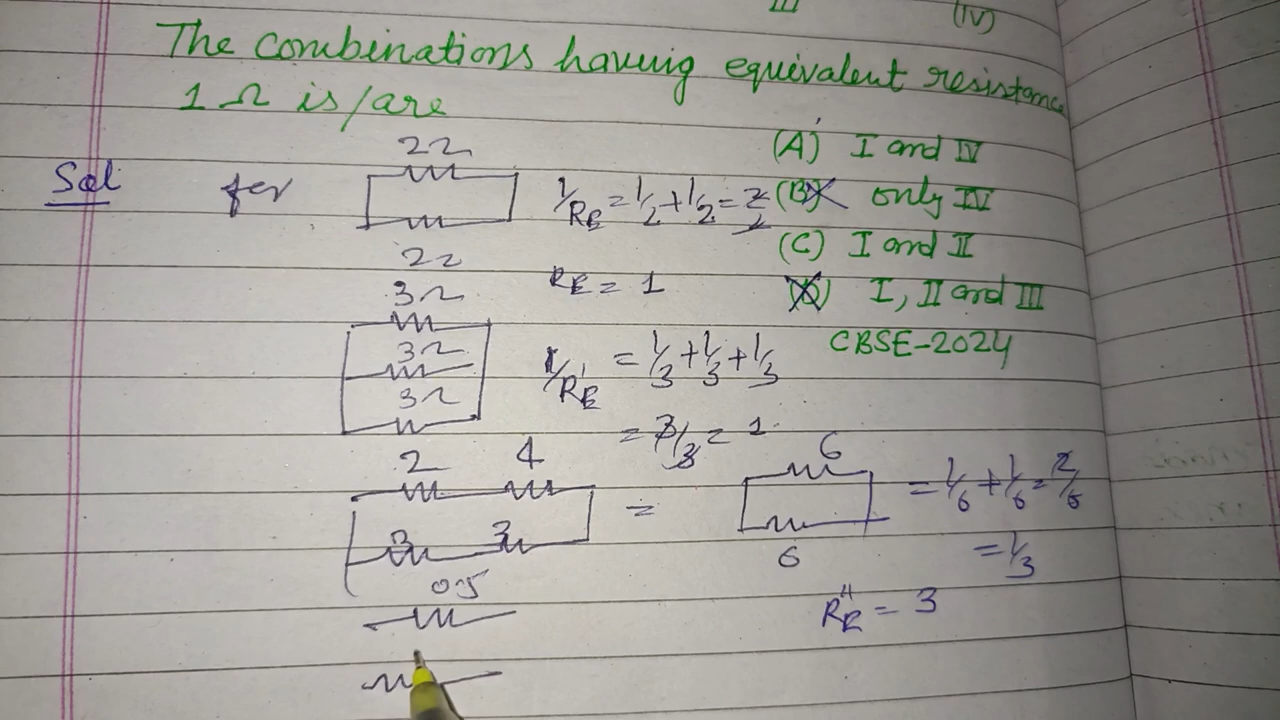 III (IV)
The combinations having equivalent resistance
1 Ω is/are
(A) I and IV
(B) only IV
(C) I and II
(D) I, II and III
CBSE-2024
Sol for
2Ω
2Ω
1/RE = 1/2 + 1/2 = 2/2
RE = 1
3Ω
3Ω
3Ω
1/R'E = 1/3 + 1/3 + 1/3
= 3/3 = 1
2 4
3 3
=
6
6
= 1/6 + 1/6 = 2/6
= 1/3
R"E = 3
05